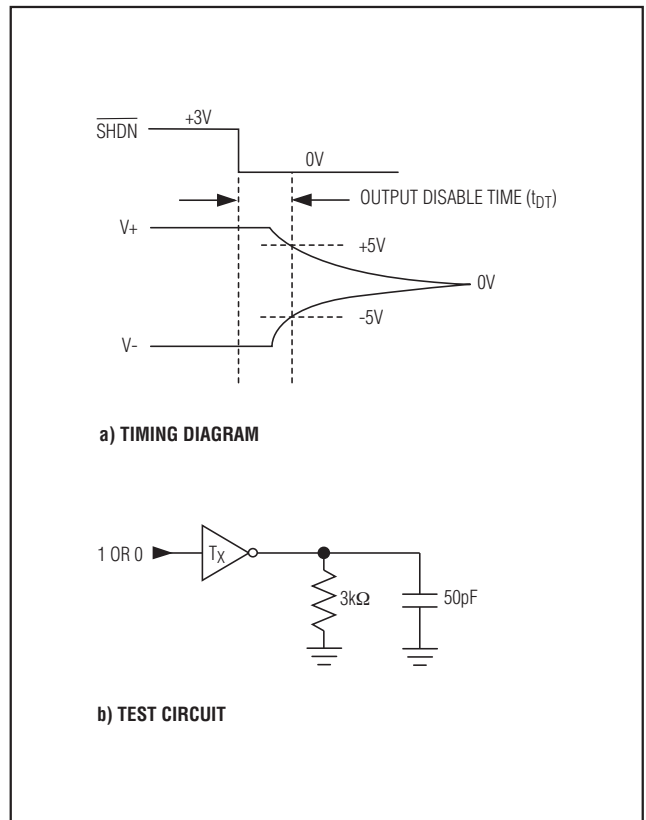 +3V
SHDN
0V
OUTPUT DISABLE TIME (tDT)
V+
+5V
0V
-5V
V-
a) TIMING DIAGRAM
1 OR 0
TX
3kΩ
50pF
b) TEST CIRCUIT